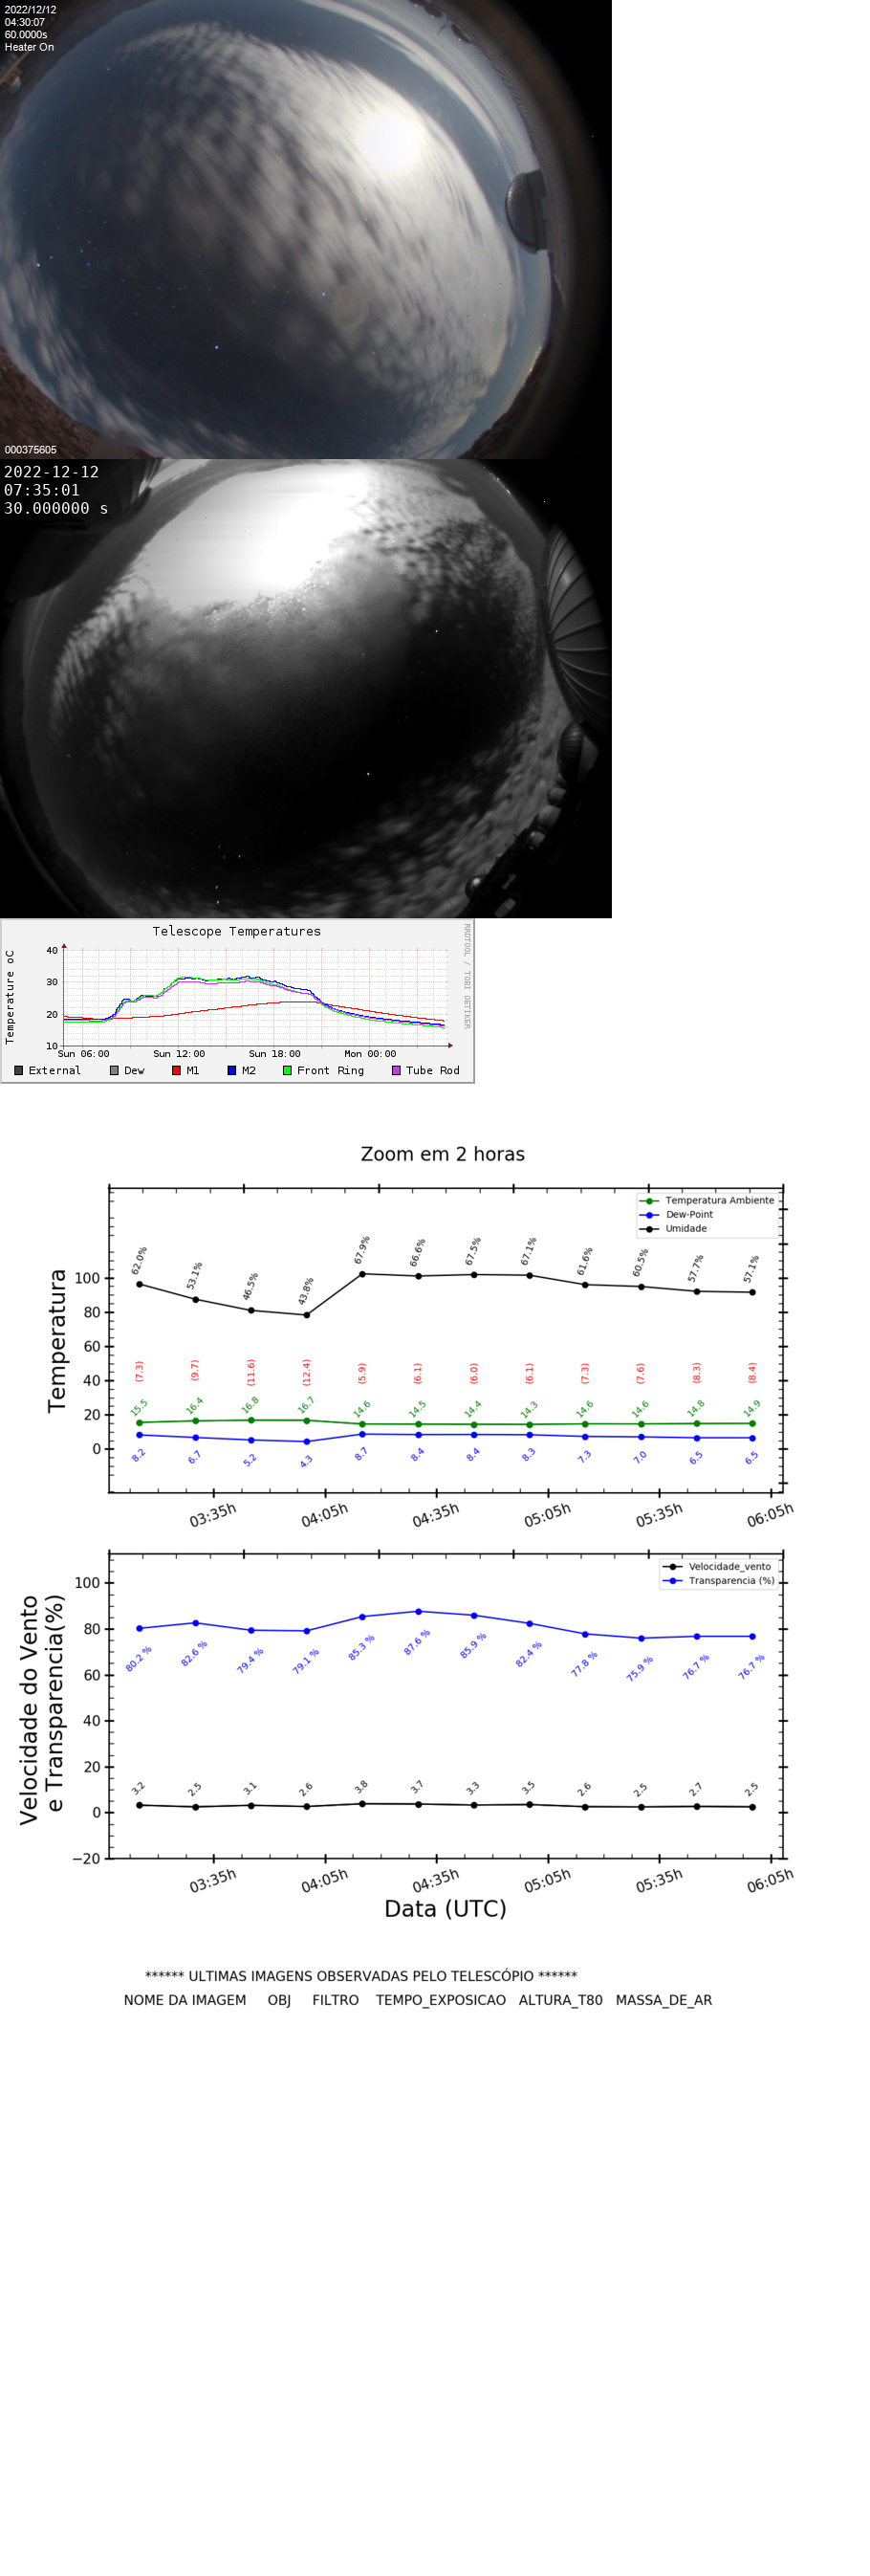 2022/12/12
04:30:07
60.0000s
Heater On
000375605
2022-12-12
07:35:01
30.000000 s
Telescope Temperatures
RRDTOOL / TOBI OETIKER
Temperature oC
40
30
20
10
Sun 06:00 Sun 12:00 Sun 18:00 Mon 00:00
External Dew M1 M2 Front Ring Tube Rod
Zoom em 2 horas
Temperatura
Temperatura Ambiente
Dew-Point
Umidade
62.0% 53.1% 46.5% 43.8% 67.9% 66.6% 67.5% 67.1% 61.6% 60.5% 57.7% 57.1%
100
80
60
40
20
0
(7.3) (9.7) (11.6) (12.4) (5.9) (6.1) (6.0) (6.1) (7.3) (7.6) (8.3) (8.4)
15.5 16.4 16.8 16.7 14.6 14.5 14.4 14.3 14.6 14.6 14.8 14.9
8.2 6.7 5.2 4.3 8.7 8.4 8.4 8.3 7.3 7.0 6.5 6.5
03:35h 04:05h 04:35h 05:05h 05:35h 06:05h
Velocidade do Vento
e Transparencia(%)
Velocidade_vento
Transparencia (%)
100
80
60
40
20
0
−20
80.2 % 82.6 % 79.4 % 79.1 % 85.3 % 87.6 % 85.9 % 82.4 % 77.8 % 75.9 % 76.7 % 76.7 %
3.2 2.5 3.1 2.6 3.8 3.7 3.3 3.5 2.6 2.5 2.7 2.5
03:35h 04:05h 04:35h 05:05h 05:35h 06:05h
Data (UTC)
****** ULTIMAS IMAGENS OBSERVADAS PELO TELESCÓPIO ******
NOME DA IMAGEM OBJ FILTRO TEMPO_EXPOSICAO ALTURA_T80 MASSA_DE_AR